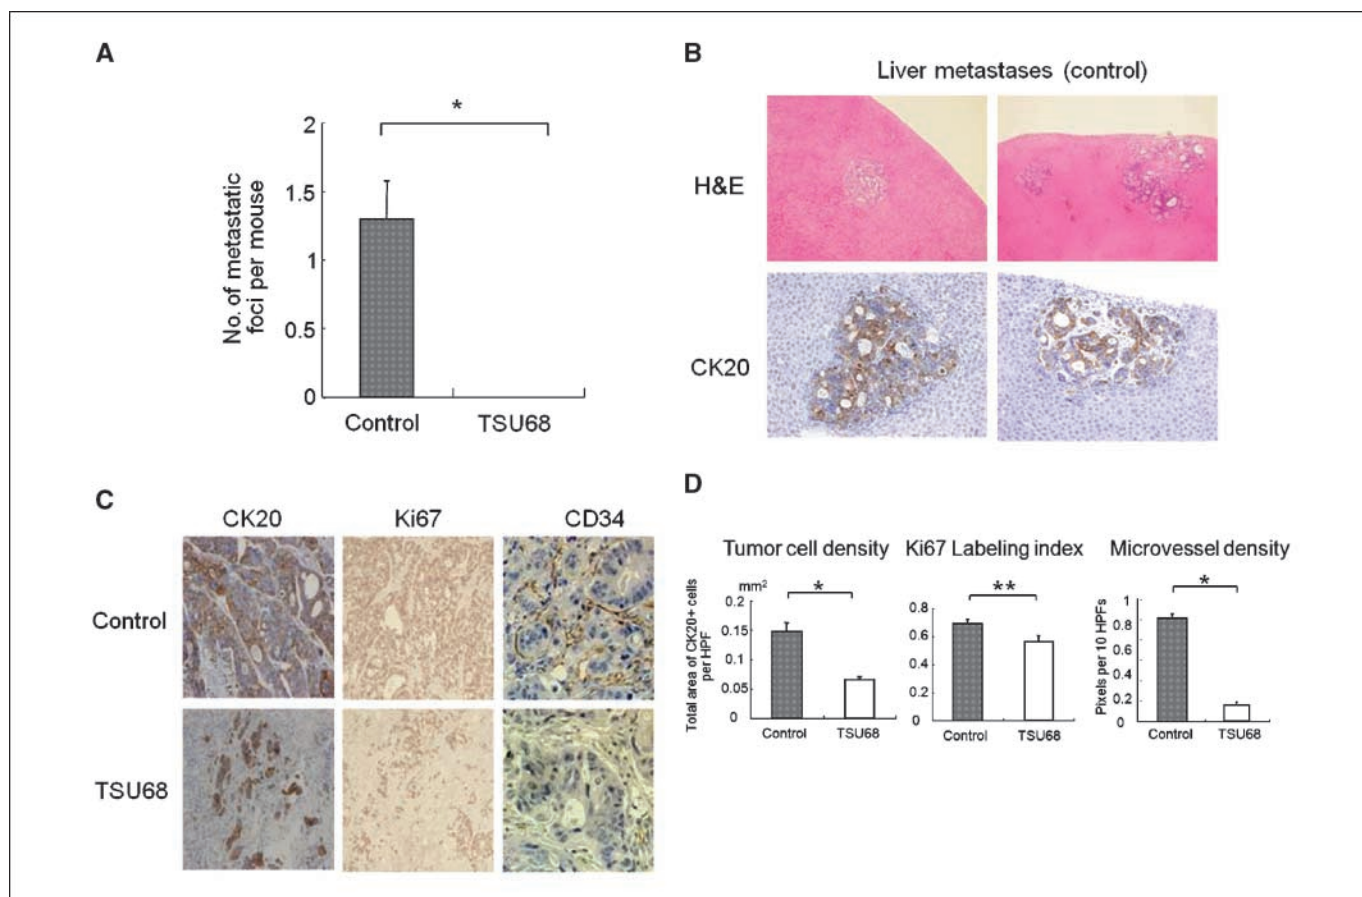 A
*
2
1.5
1
0.5
0
No. of metastatic
foci per mouse
Control
TSU68
B
Liver metastases (control)
H&E
CK20
C
CK20
Ki67
CD34
Control
TSU68
D
Tumor cell density
mm²
*
0.2
0.15
0.1
0.05
0
Total area of CK20+ cells
per HPF
Control
TSU68
Ki67 Labeling index
**
0.8
0.6
0.4
0.2
0
Control
TSU68
Microvessel density
*
1
0.8
0.6
0.4
0.2
0
Pixels per 10 HPFs
Control
TSU68